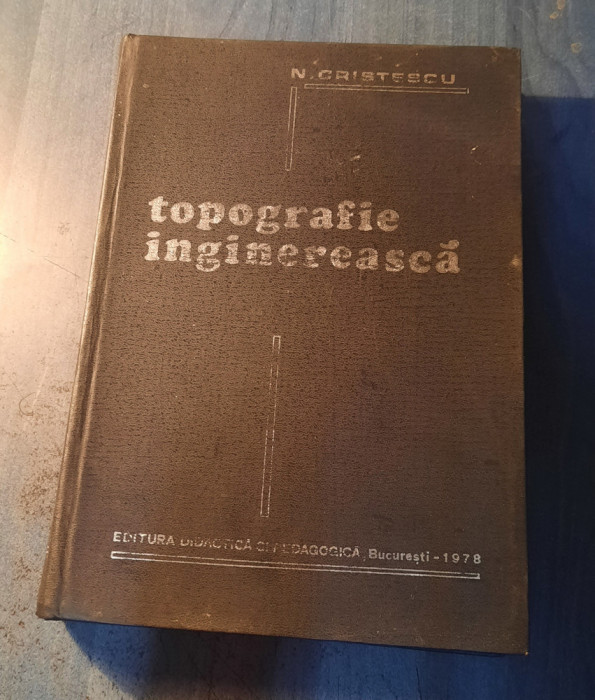 N. CRISTESCU
topografie
inginerească
EDITURA DIDACTICĂ ȘI PEDAGOGICĂ, București - 1978